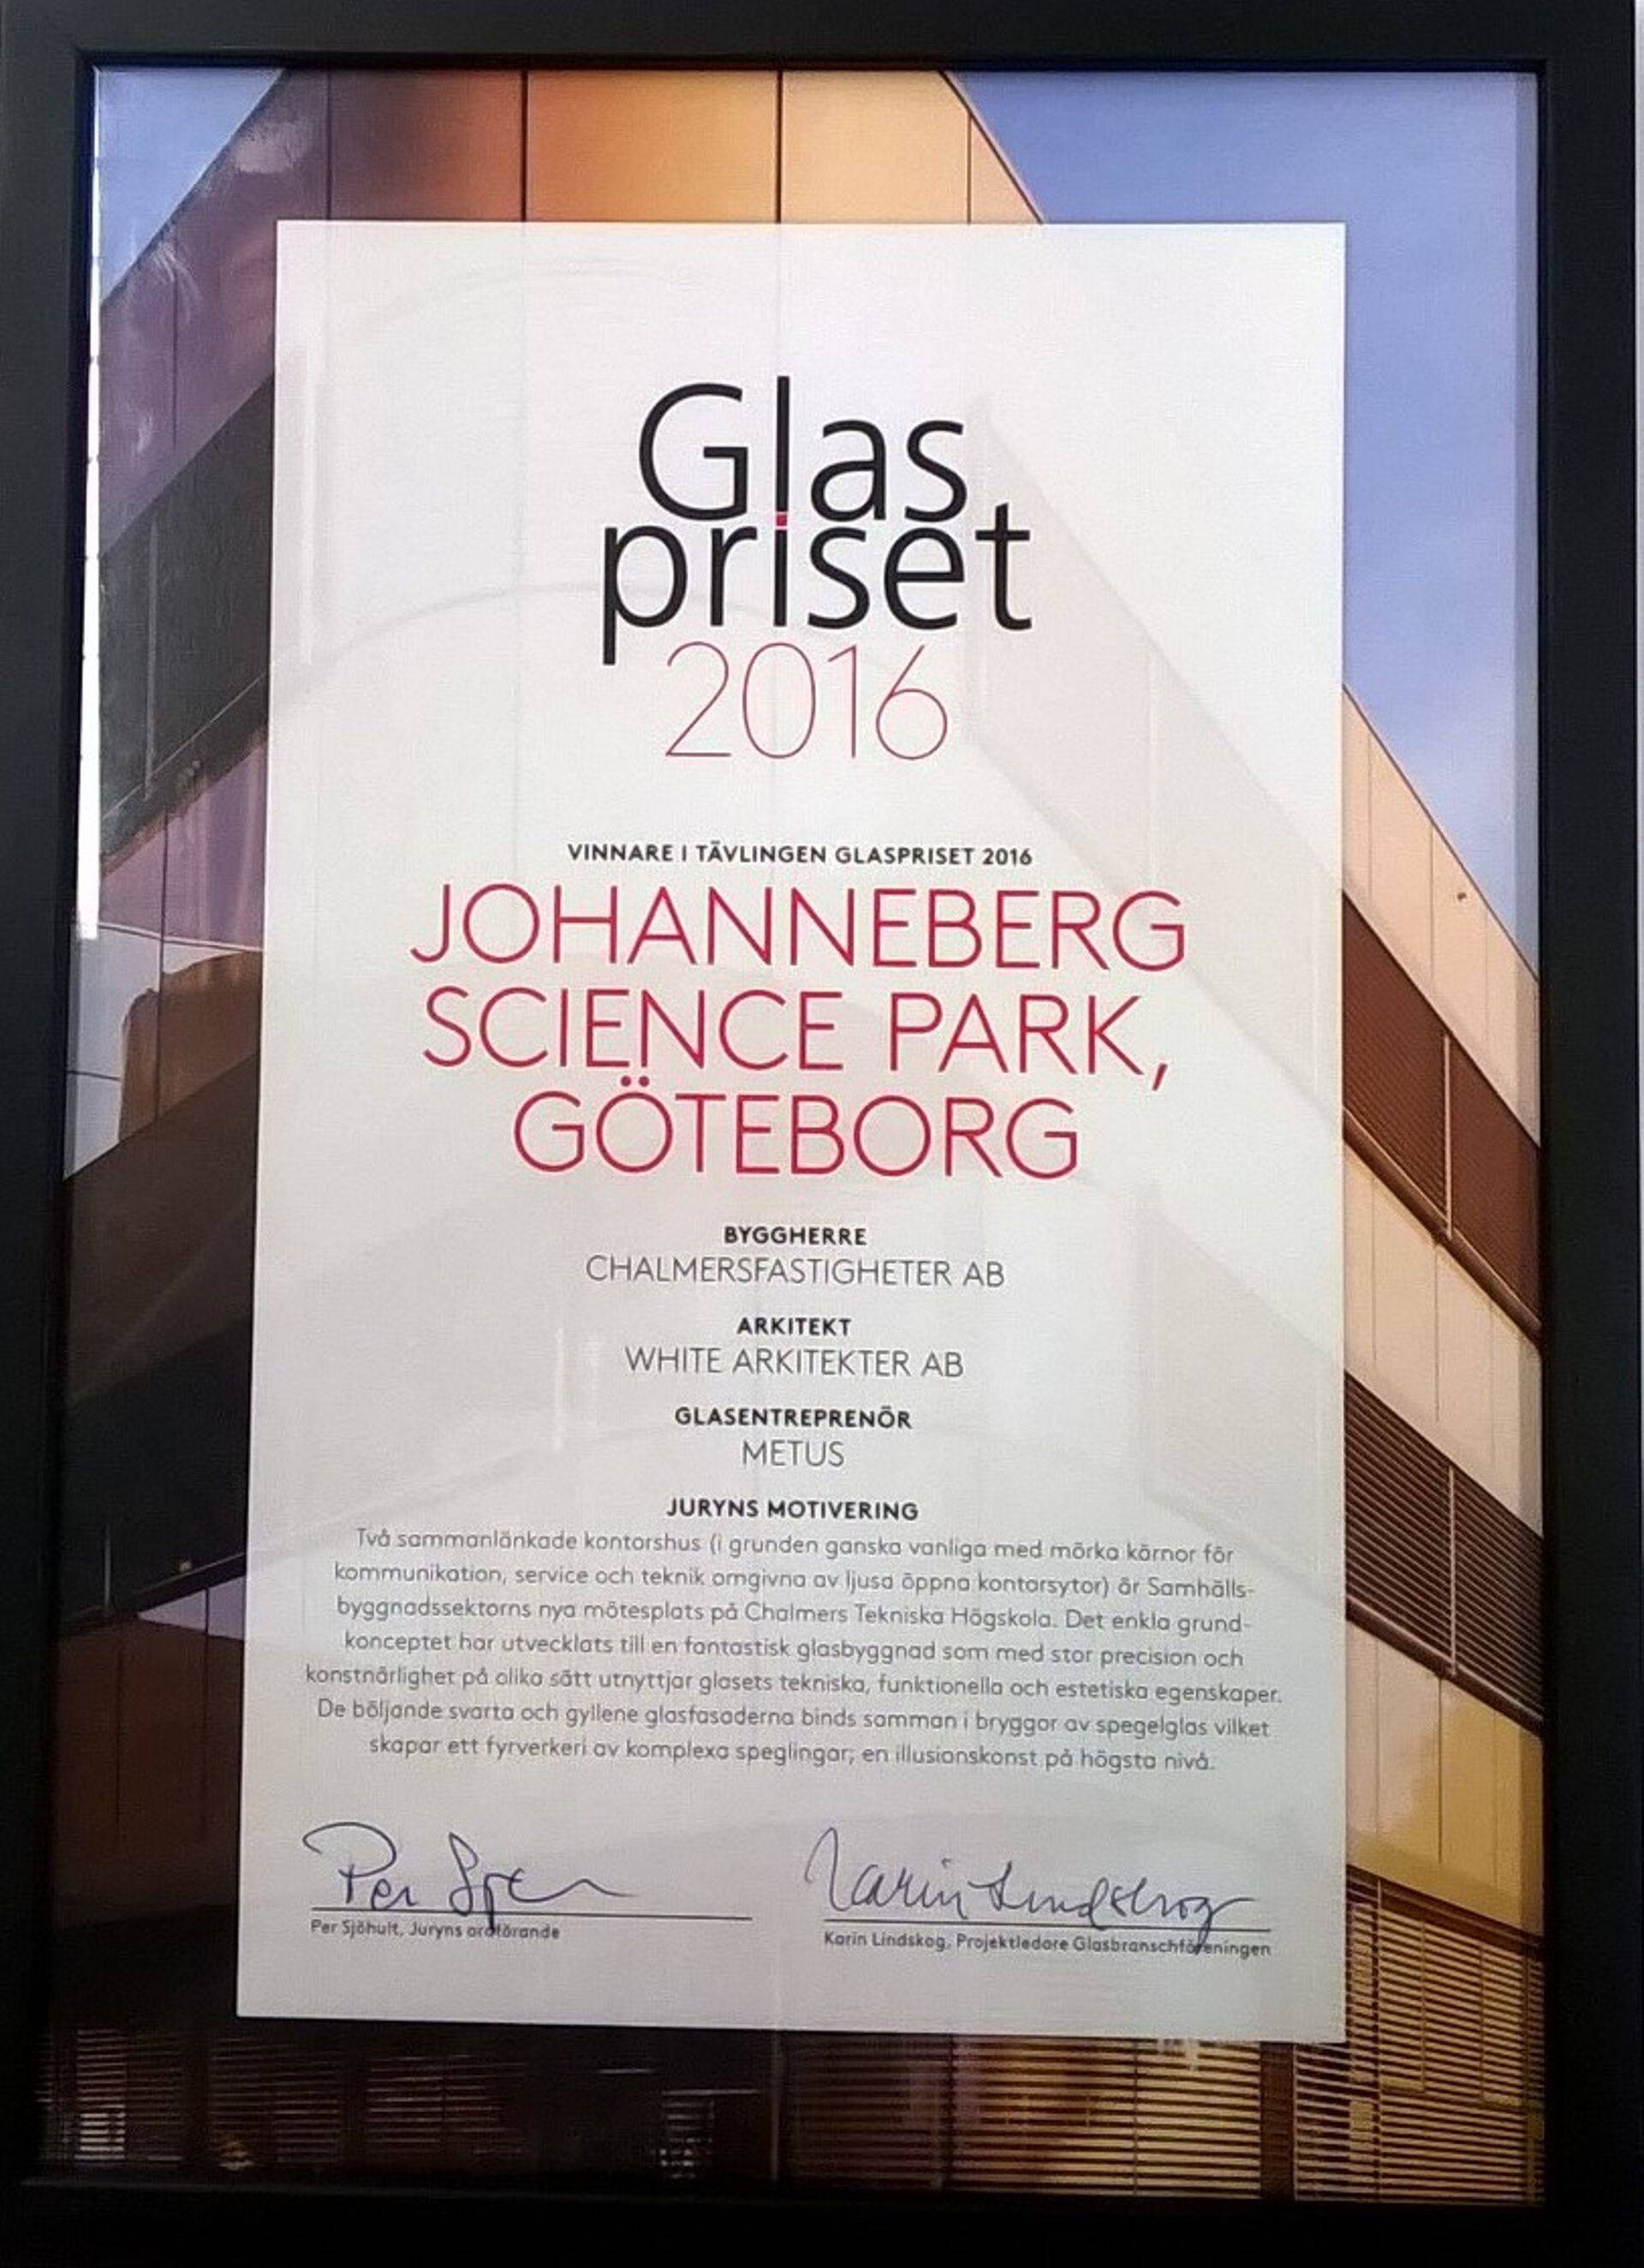 Glas
priset
2016
VINNARE I TÄVLINGEN GLASPRISET 2016
JOHANNEBERG
SCIENCE PARK,
GÖTEBORG
BYGGHERRE
CHALMERSFASTIGHETER AB
ARKITEKT
WHITE ARKITEKTER AB
GLASENTREPRENÖR
METUS
JURYNS MOTIVERING
Två sammanlänkade kontorshus (i grunden ganska vanliga med mörka kärnor för
kommunikation, service och teknik omgivna av ljusa öppna kontorsytor) är Samhälls-
byggnadssektorns nya mötesplats på Chalmers Tekniska Högskola. Det enkla grund-
konceptet har utvecklats till en fantastisk glasbyggnad som med stor precision och
konstnärlighet på olika sätt utnyttjar glasets tekniska, funktionella och estetiska egenskaper.
De böljande svarta och gyllene glasfasaderna binds samman i bryggor av spegelglas vilket
skapar ett fyrverkeri av komplexa speglingar; en illusionskonst på högsta nivå.
Per Sjöhult, Juryns ordförande
Karin Lindskog, Projektledare Glasbranschföreningen